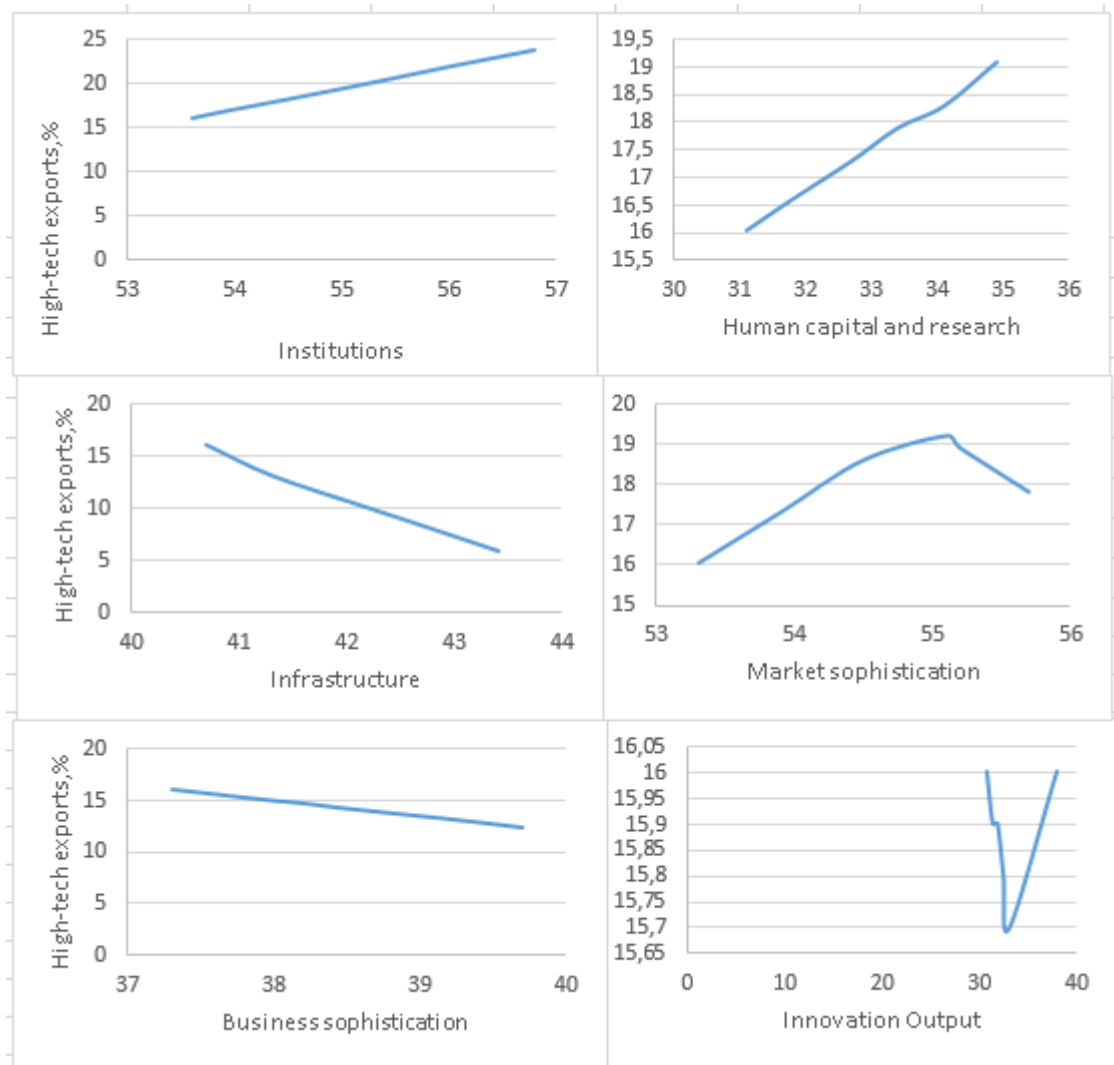 High-tech exports,%
25
20
15
10
5
0
53 54 55 56 57
Institutions
19,5
19
18,5
18
17,5
17
16,5
16
15,5
30 31 32 33 34 35 36
Human capital and research
High-tech exports,%
20
15
10
5
0
40 41 42 43 44
Infrastructure
20
19
18
17
16
15
53 54 55 56
Market sophistication
High-tech exports,%
20
15
10
5
0
37 38 39 40
Business sophistication
16,05
16
15,95
15,9
15,85
15,8
15,75
15,7
15,65
0 10 20 30 40
Innovation Output